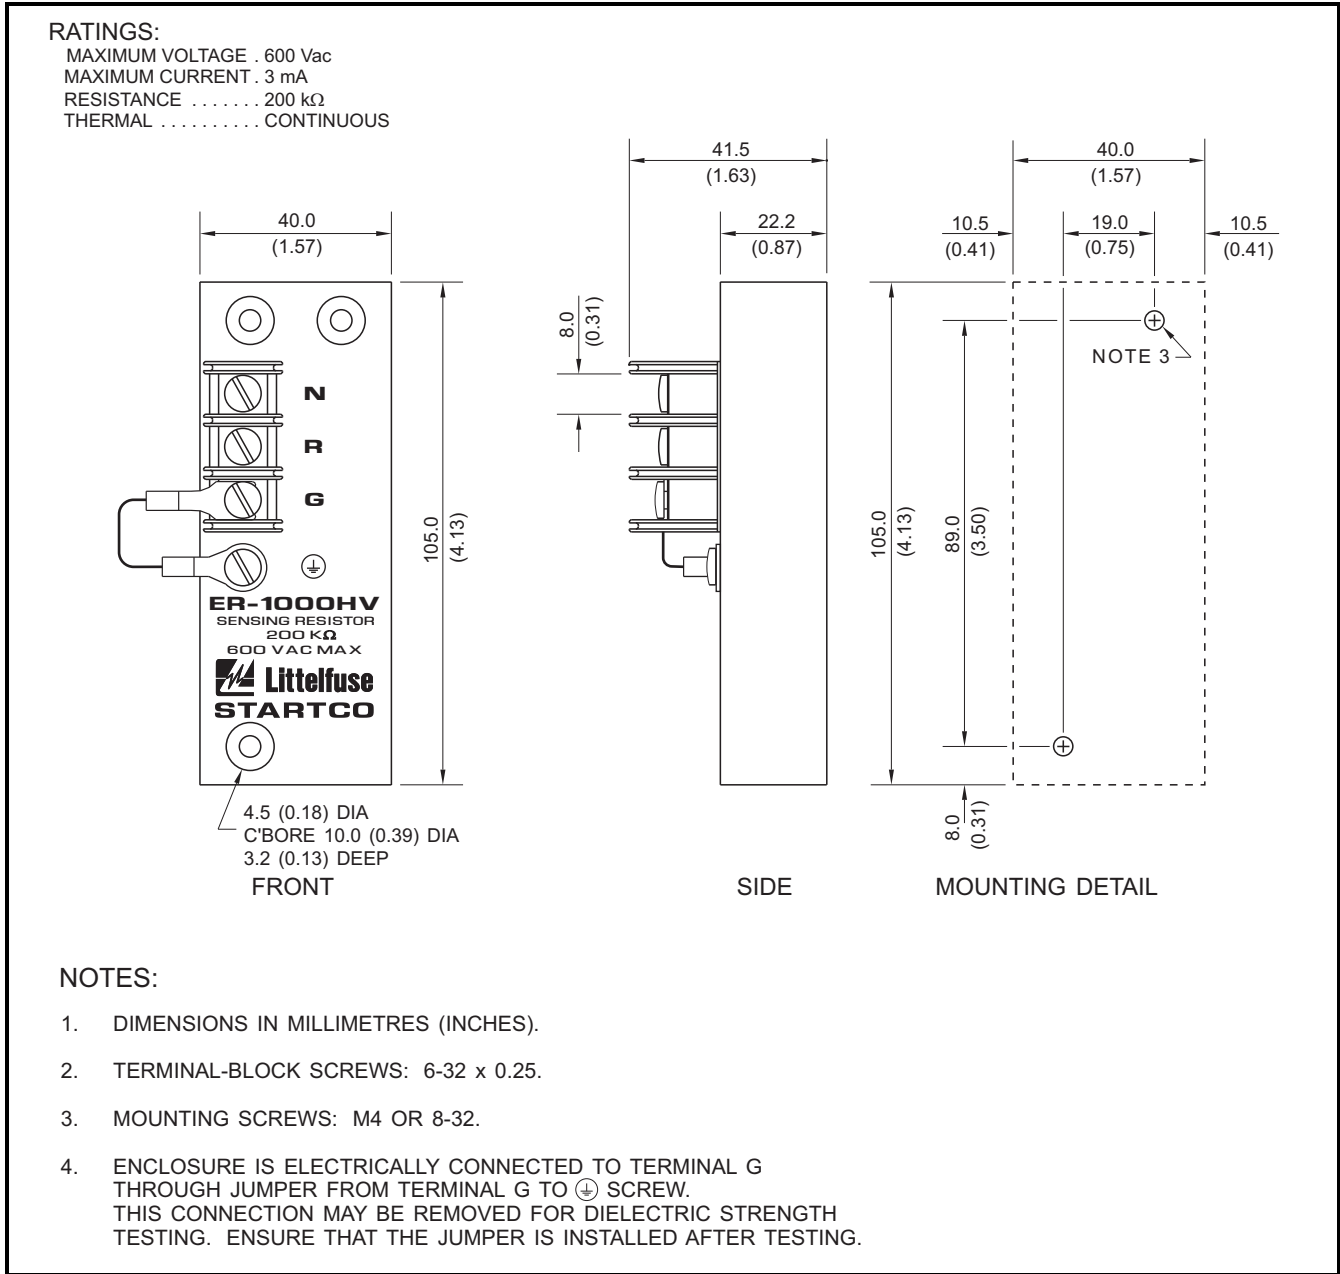 RATINGS:
MAXIMUM VOLTAGE . 600 Vac
MAXIMUM CURRENT . 3 mA
RESISTANCE . . . . . . . 200 kΩ
THERMAL . . . . . . . . . . CONTINUOUS
40.0
(1.57)
105.0
(4.13)
N
R
G
ER-1000HV
SENSING RESISTOR
200 KΩ
600 VAC MAX
Littelfuse
STARTCO
4.5 (0.18) DIA
C'BORE 10.0 (0.39) DIA
3.2 (0.13) DEEP
FRONT
41.5
(1.63)
22.2
(0.87)
8.0
(0.31)
SIDE
40.0
(1.57)
10.5
(0.41)
19.0
(0.75)
10.5
(0.41)
105.0
(4.13)
89.0
(3.50)
NOTE 3
8.0
(0.31)
MOUNTING DETAIL
NOTES:
1. DIMENSIONS IN MILLIMETRES (INCHES).
2. TERMINAL-BLOCK SCREWS: 6-32 x 0.25.
3. MOUNTING SCREWS: M4 OR 8-32.
4. ENCLOSURE IS ELECTRICALLY CONNECTED TO TERMINAL G
THROUGH JUMPER FROM TERMINAL G TO ⏚ SCREW.
THIS CONNECTION MAY BE REMOVED FOR DIELECTRIC STRENGTH
TESTING. ENSURE THAT THE JUMPER IS INSTALLED AFTER TESTING.